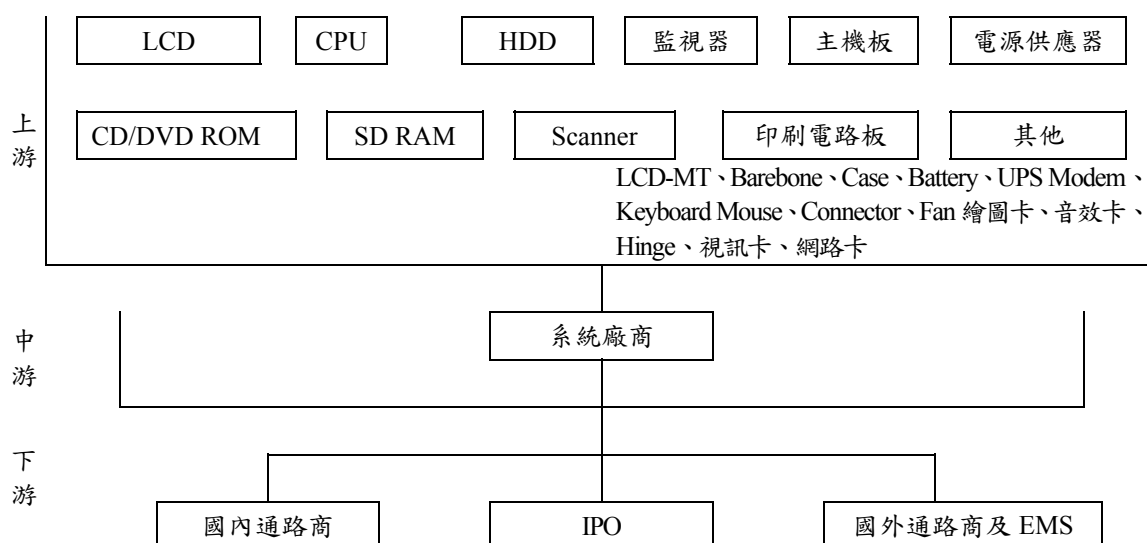 LCD CPU HDD 監視器 主機板 電源供應器
上游
CD/DVD ROM SD RAM Scanner 印刷電路板 其他
LCD-MT、Barebone、Case、Battery、UPS Modem、
Keyboard Mouse、Connector、Fan 繪圖卡、音效卡、
Hinge、視訊卡、網路卡
中游
系統廠商
下游
國內通路商 IPO 國外通路商及 EMS